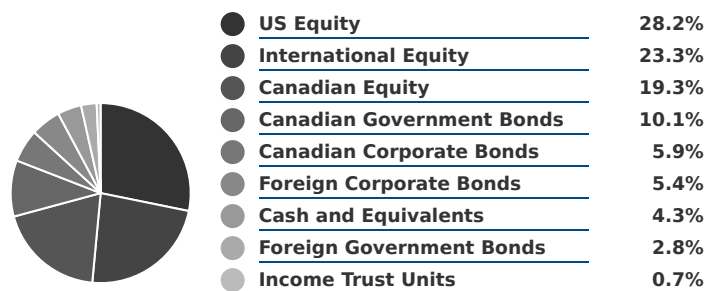 US Equity 28.2%
International Equity 23.3%
Canadian Equity 19.3%
Canadian Government Bonds 10.1%
Canadian Corporate Bonds 5.9%
Foreign Corporate Bonds 5.4%
Cash and Equivalents 4.3%
Foreign Government Bonds 2.8%
Income Trust Units 0.7%